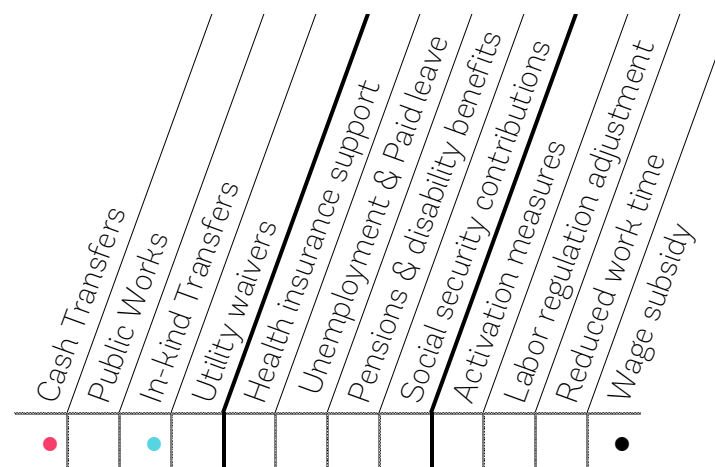 Cash Transfers
Public Works
In-kind Transfers
Utility waivers
Health insurance support
Unemployment & Paid leave
Pensions & disability benefits
Social security contributions
Activation measures
Labor regulation adjustment
Reduced work time
Wage subsidy